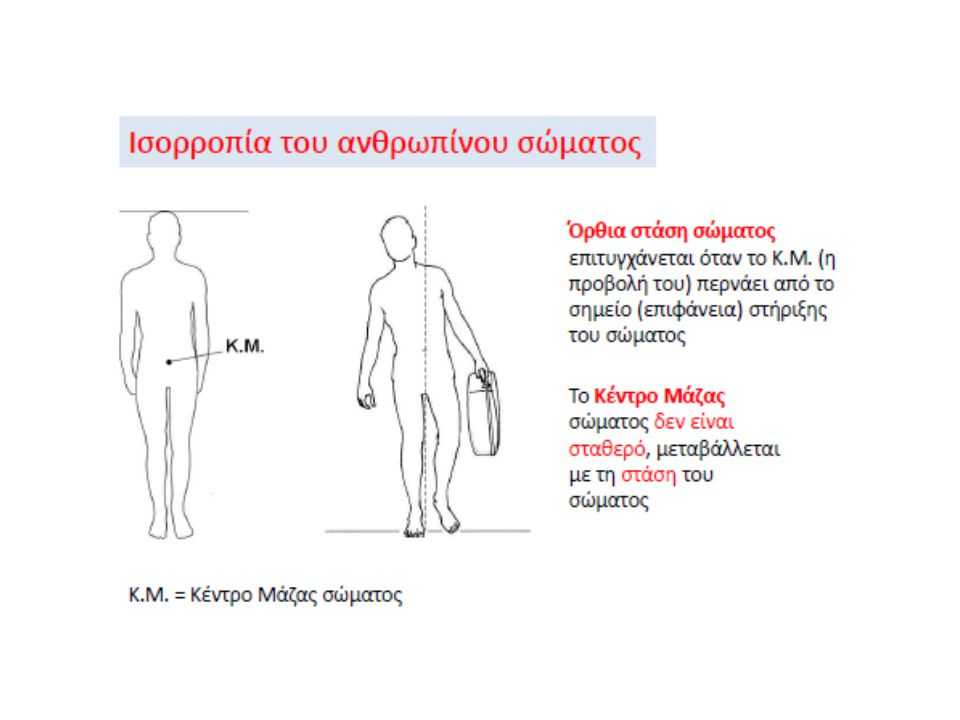 Ισορροπία του ανθρωπίνου σώματος
Κ.Μ.
Όρθια στάση σώματος
επιτυγχάνεται όταν το Κ.Μ. (η
προβολή του) περνάει από το
σημείο (επιφάνεια) στήριξης
του σώματος
Το Κέντρο Μάζας
σώματος δεν είναι
σταθερό, μεταβάλλεται
με τη στάση του
σώματος
Κ.Μ. = Κέντρο Μάζας σώματος